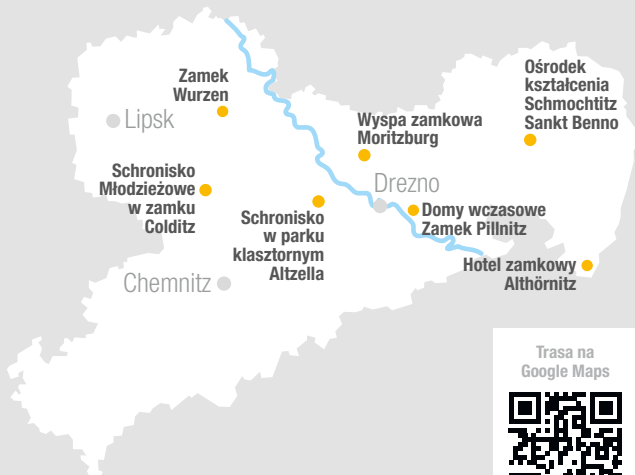 Zamek
Wurzen
Lipsk
Ośrodek
kształcenia
Schmochtitz
Sankt Benno
Wyspa zamkowa
Moritzburg
Schronisko
Młodzieżowe
w zamku
Colditz
Drezno
Schronisko
w parku
klasztornym
Altzella
Domy wczasowe
Zamek Pillnitz
Hotel zamkowy
Althörnitz
Chemnitz
Trasa na
Google Maps